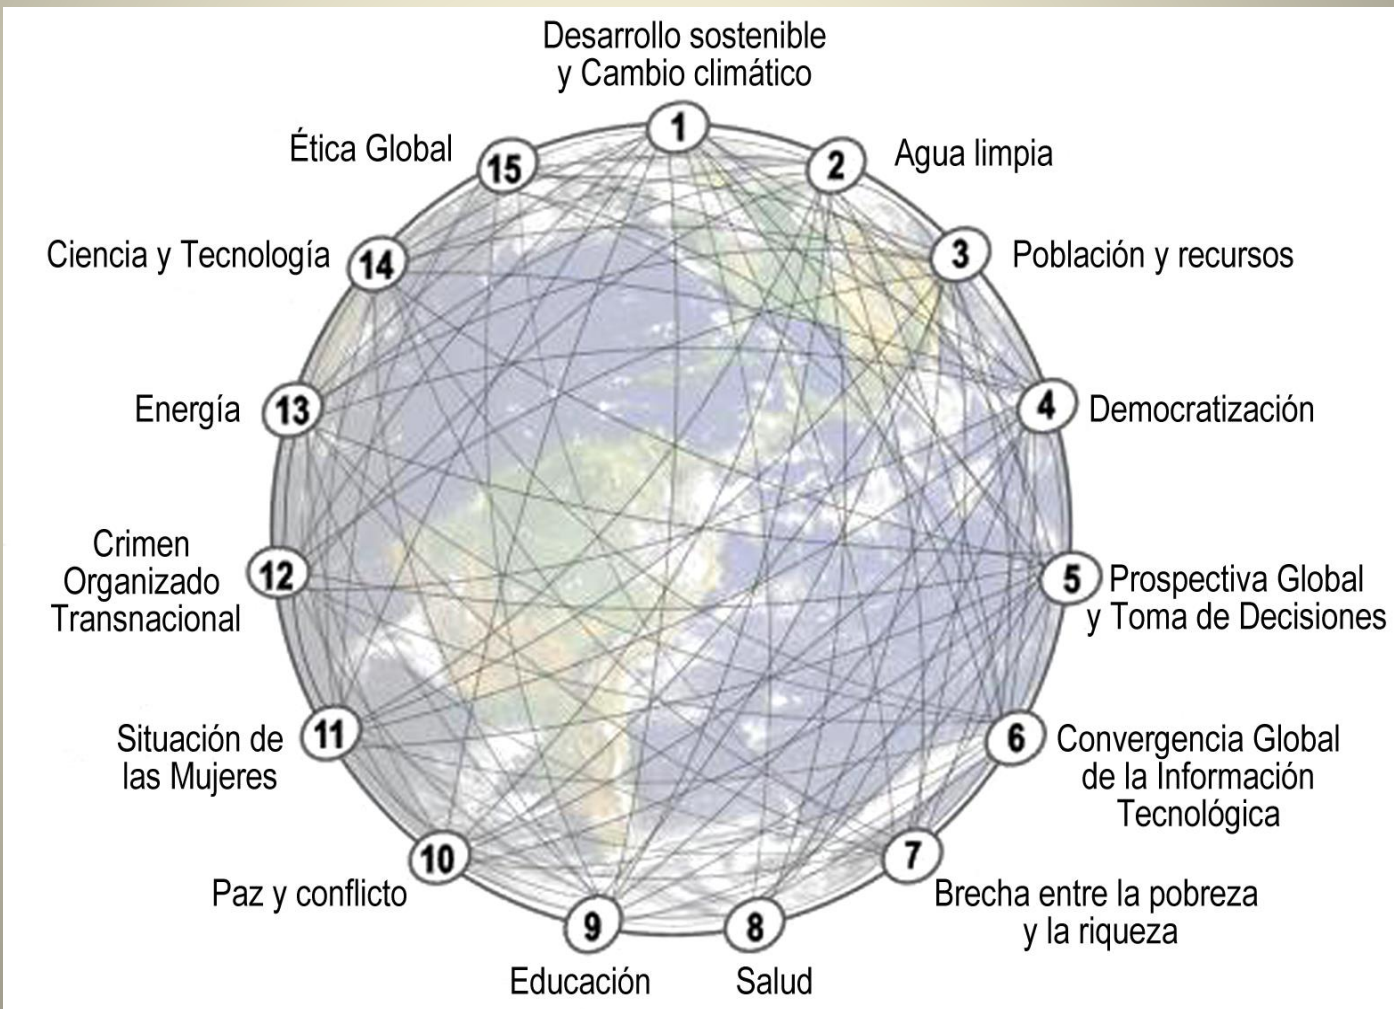 1
Desarrollo sostenible
y Cambio climático
2
Agua limpia
3
Población y recursos
4
Democratización
5
Prospectiva Global
y Toma de Decisiones
6
Convergencia Global
de la Información
Tecnológica
7
Brecha entre la pobreza
y la riqueza
8
Salud
9
Educación
10
Paz y conflicto
11
Situación de
las Mujeres
12
Crimen
Organizado
Transnacional
13
Energía
14
Ciencia y Tecnología
15
Ética Global